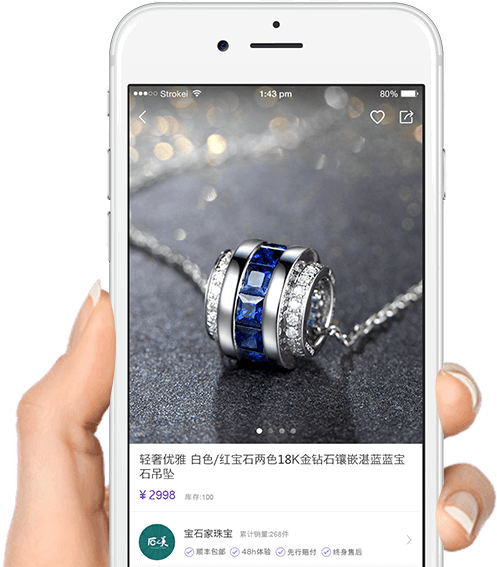 Strokei
1:43 pm
80%
轻奢优雅 白色/红宝石两色18K金钻石镶嵌湛蓝蓝宝
石吊坠
¥ 2998 库存:100
宝石家珠宝 累计销量:268件
顺丰包邮 48h体验 先行赔付 终身售后